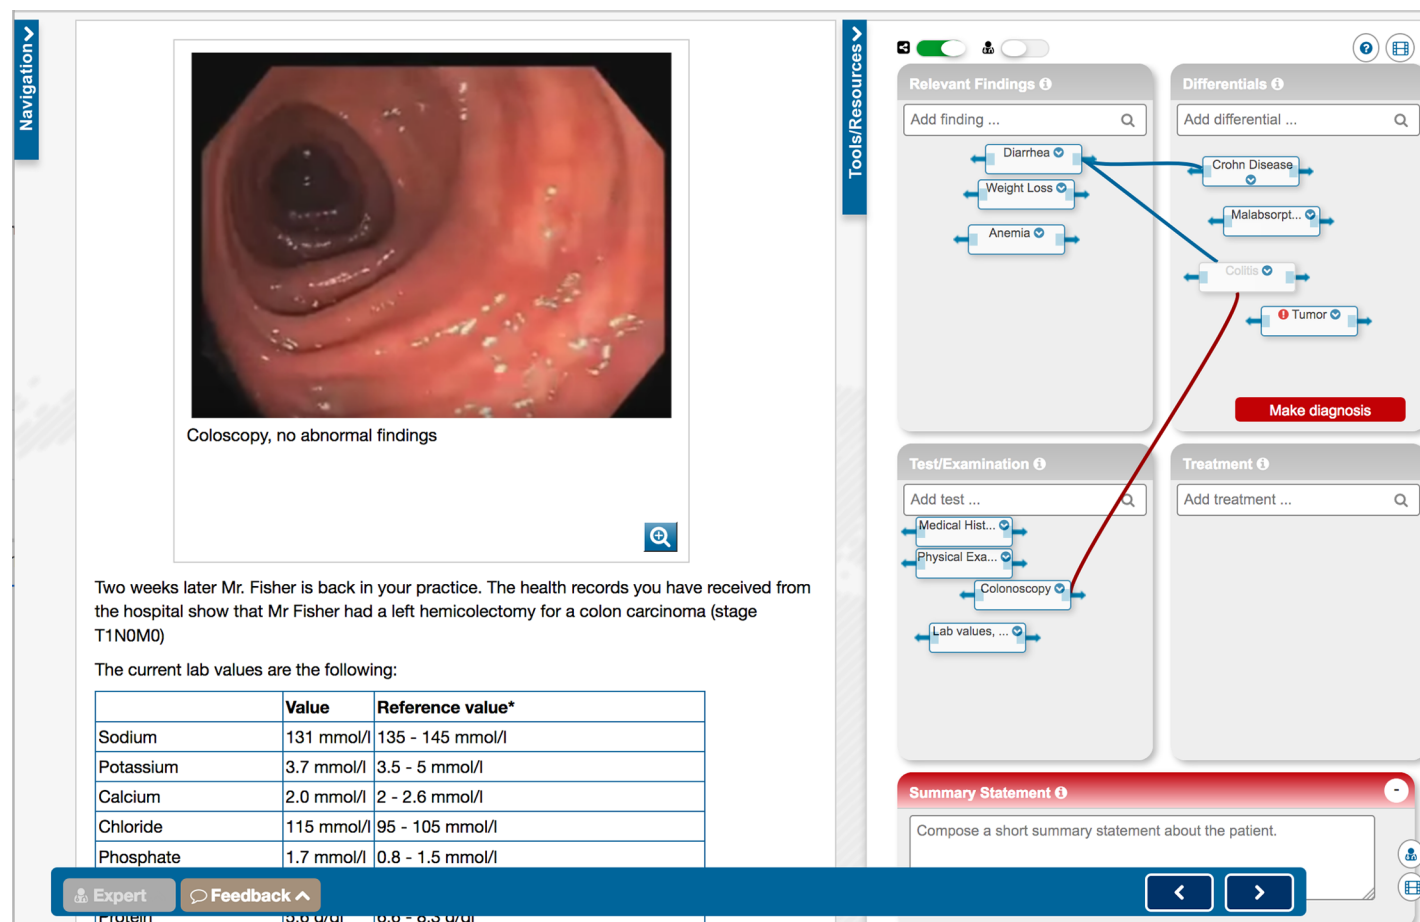 Navigation
Coloscopy, no abnormal findings
Two weeks later Mr. Fisher is back in your practice. The health records you have received from
the hospital show that Mr Fisher had a left hemicolectomy for a colon carcinoma (stage
T1N0M0)
The current lab values are the following:
Value Reference value*
Sodium 131 mmol/l 135 - 145 mmol/l
Potassium 3.7 mmol/l 3.5 - 5 mmol/l
Calcium 2.0 mmol/l 2 - 2.6 mmol/l
Chloride 115 mmol/l 95 - 105 mmol/l
Phosphate 1.7 mmol/l 0.8 - 1.5 mmol/l
Expert
Feedback
Tools/Resources
Relevant Findings
Add finding ...
Diarrhea
Weight Loss
Anemia
Differentials
Add differential ...
Crohn Disease
Malabsorpt...
Colitis
Tumor
Make diagnosis
Test/Examination
Add test ...
Medical Hist...
Physical Exa...
Colonoscopy
Lab values, ...
Treatment
Add treatment ...
Summary Statement
Compose a short summary statement about the patient.